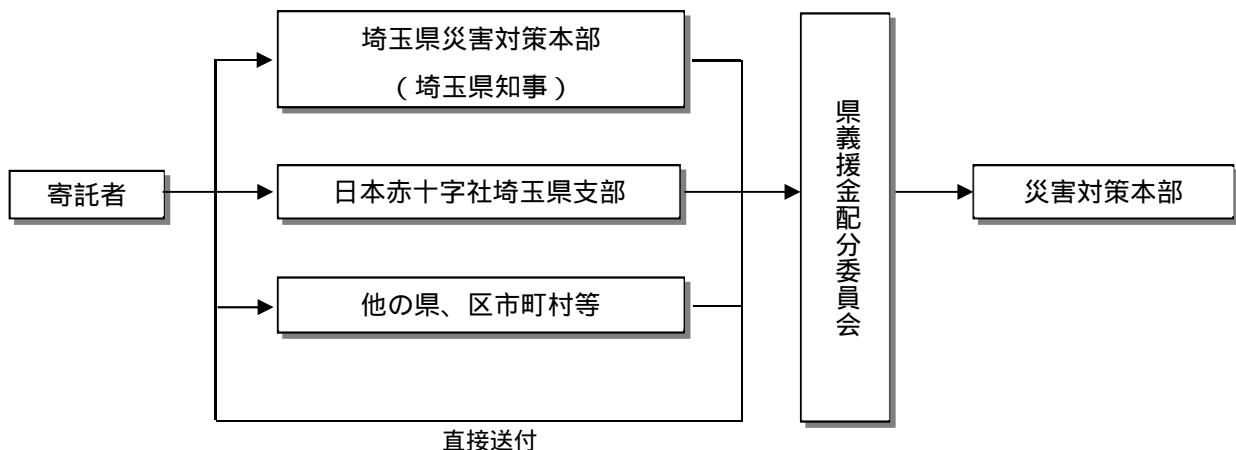 寄託者
埼玉県災害対策本部
（埼玉県知事）
日本赤十字社埼玉県支部
他の県、区市町村等
直接送付
県義援金配分委員会
災害対策本部